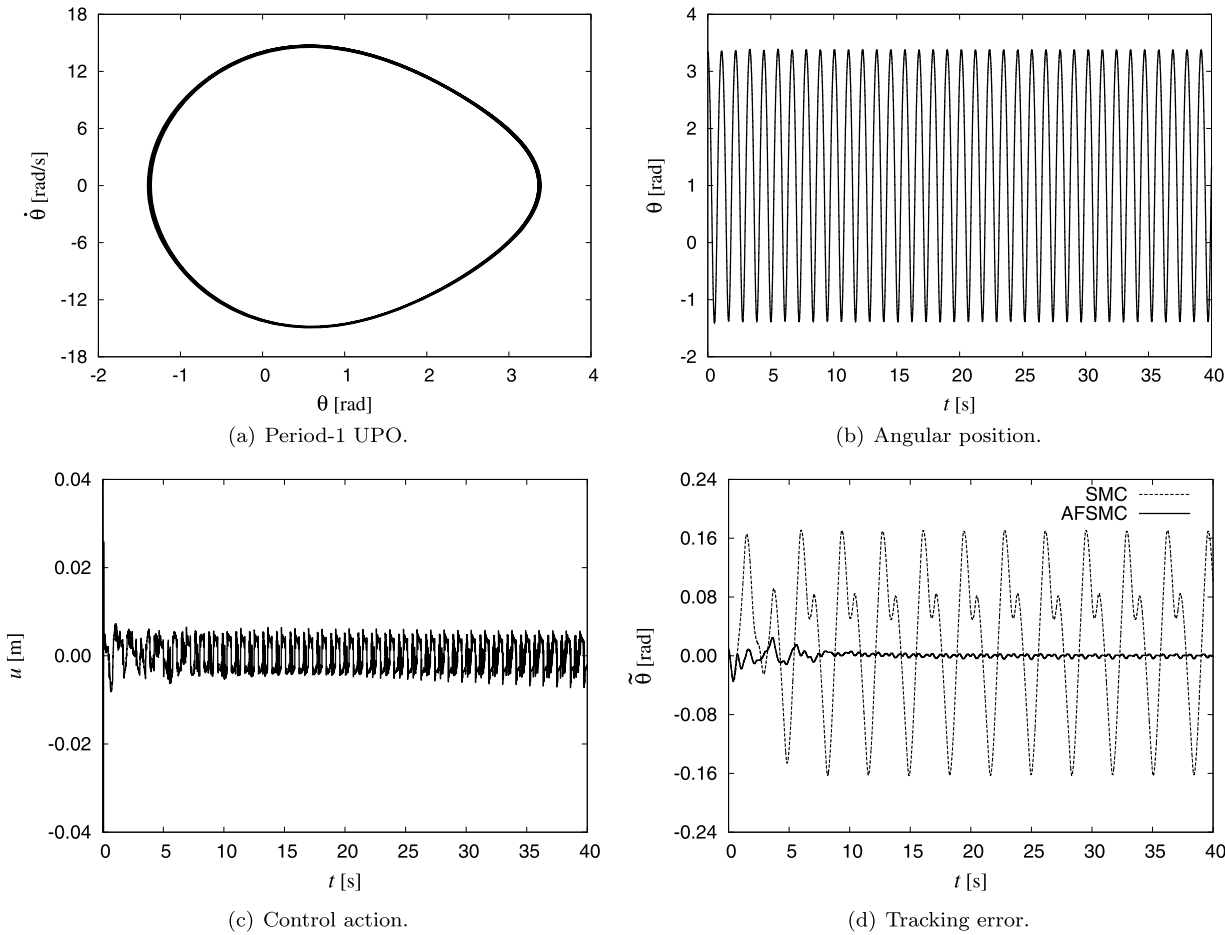 18
12
6
0
-6
-12
-18
θ̇ [rad/s]
-2 -1 0 1 2 3 4
θ [rad]
(a) Period-1 UPO.
4
3
2
1
0
-1
-2
θ [rad]
0 5 10 15 20 25 30 35 40
t [s]
(b) Angular position.
0.04
0.02
0.00
-0.02
-0.04
u [m]
0 5 10 15 20 25 30 35 40
t [s]
(c) Control action.
0.24
0.16
0.08
0.00
-0.08
-0.16
-0.24
θ̃ [rad]
SMC
AFSMC
0 5 10 15 20 25 30 35 40
t [s]
(d) Tracking error.